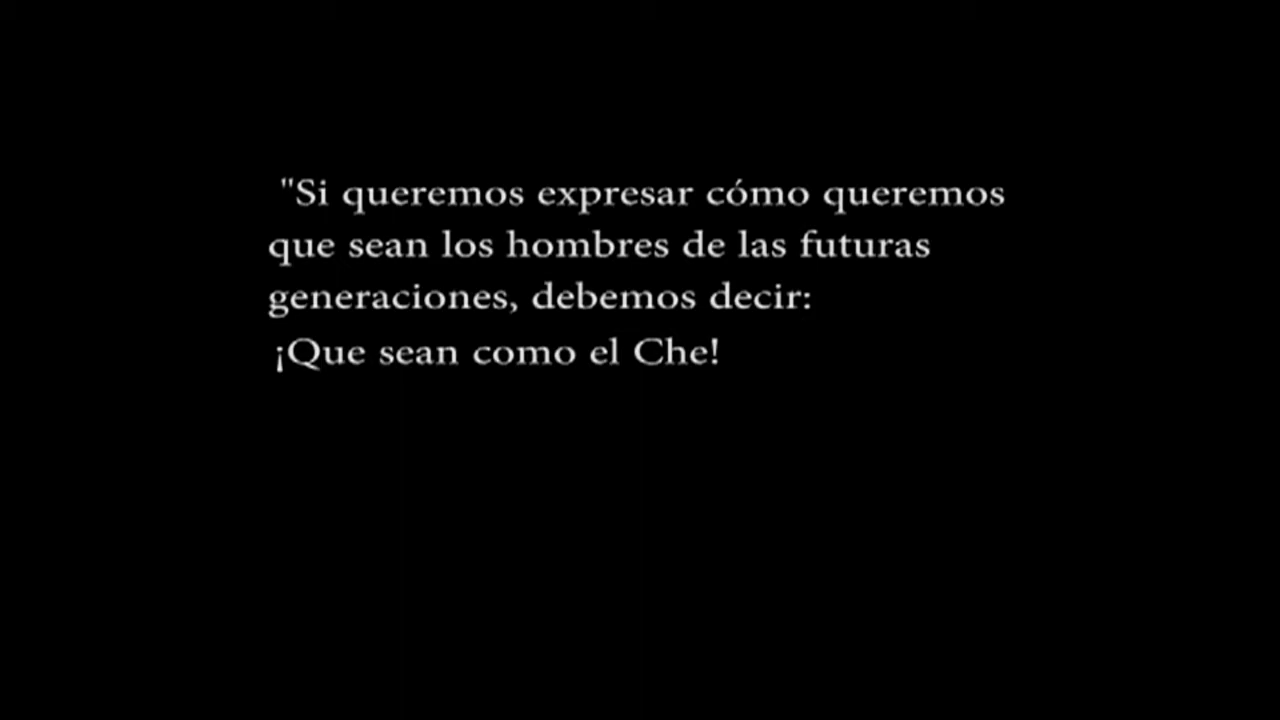 "Si queremos expresar cómo queremos
que sean los hombres de las futuras
generaciones, debemos decir:
¡Que sean como el Che!